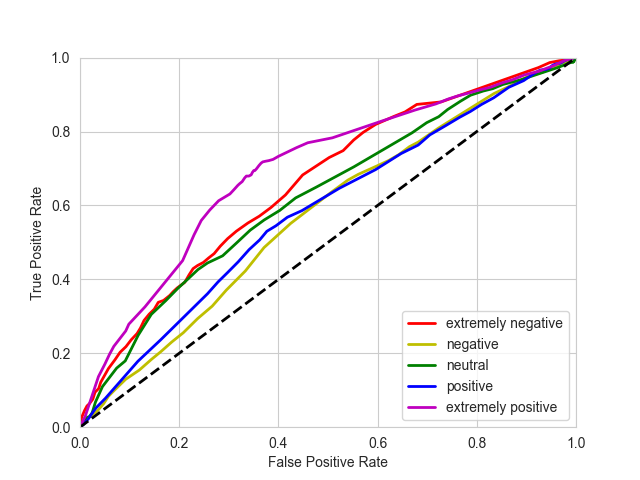 1.0
0.8
0.6
0.4
0.2
0.0
True Positive Rate
extremely negative
negative
neutral
positive
extremely positive
0.0 0.2 0.4 0.6 0.8 1.0
False Positive Rate